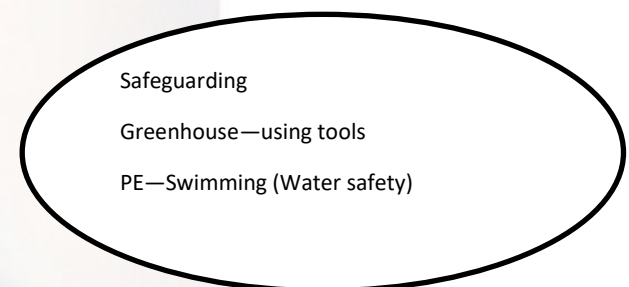 Safeguarding
Greenhouse—using tools
PE—Swimming (Water safety)